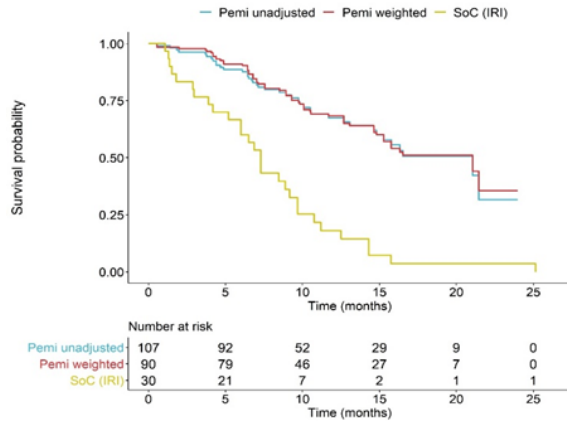 Pemi unadjusted Pemi weighted SoC (IRI)
Survival probability
1.00
0.75
0.50
0.25
0.00
0 5 10 15 20 25
Time (months)
Number at risk
Pemi unadjusted 107 92 52 29 9 0
Pemi weighted 90 79 46 27 7 0
SoC (IRI) 30 21 7 2 1 1
0 5 10 15 20 25
Time (months)